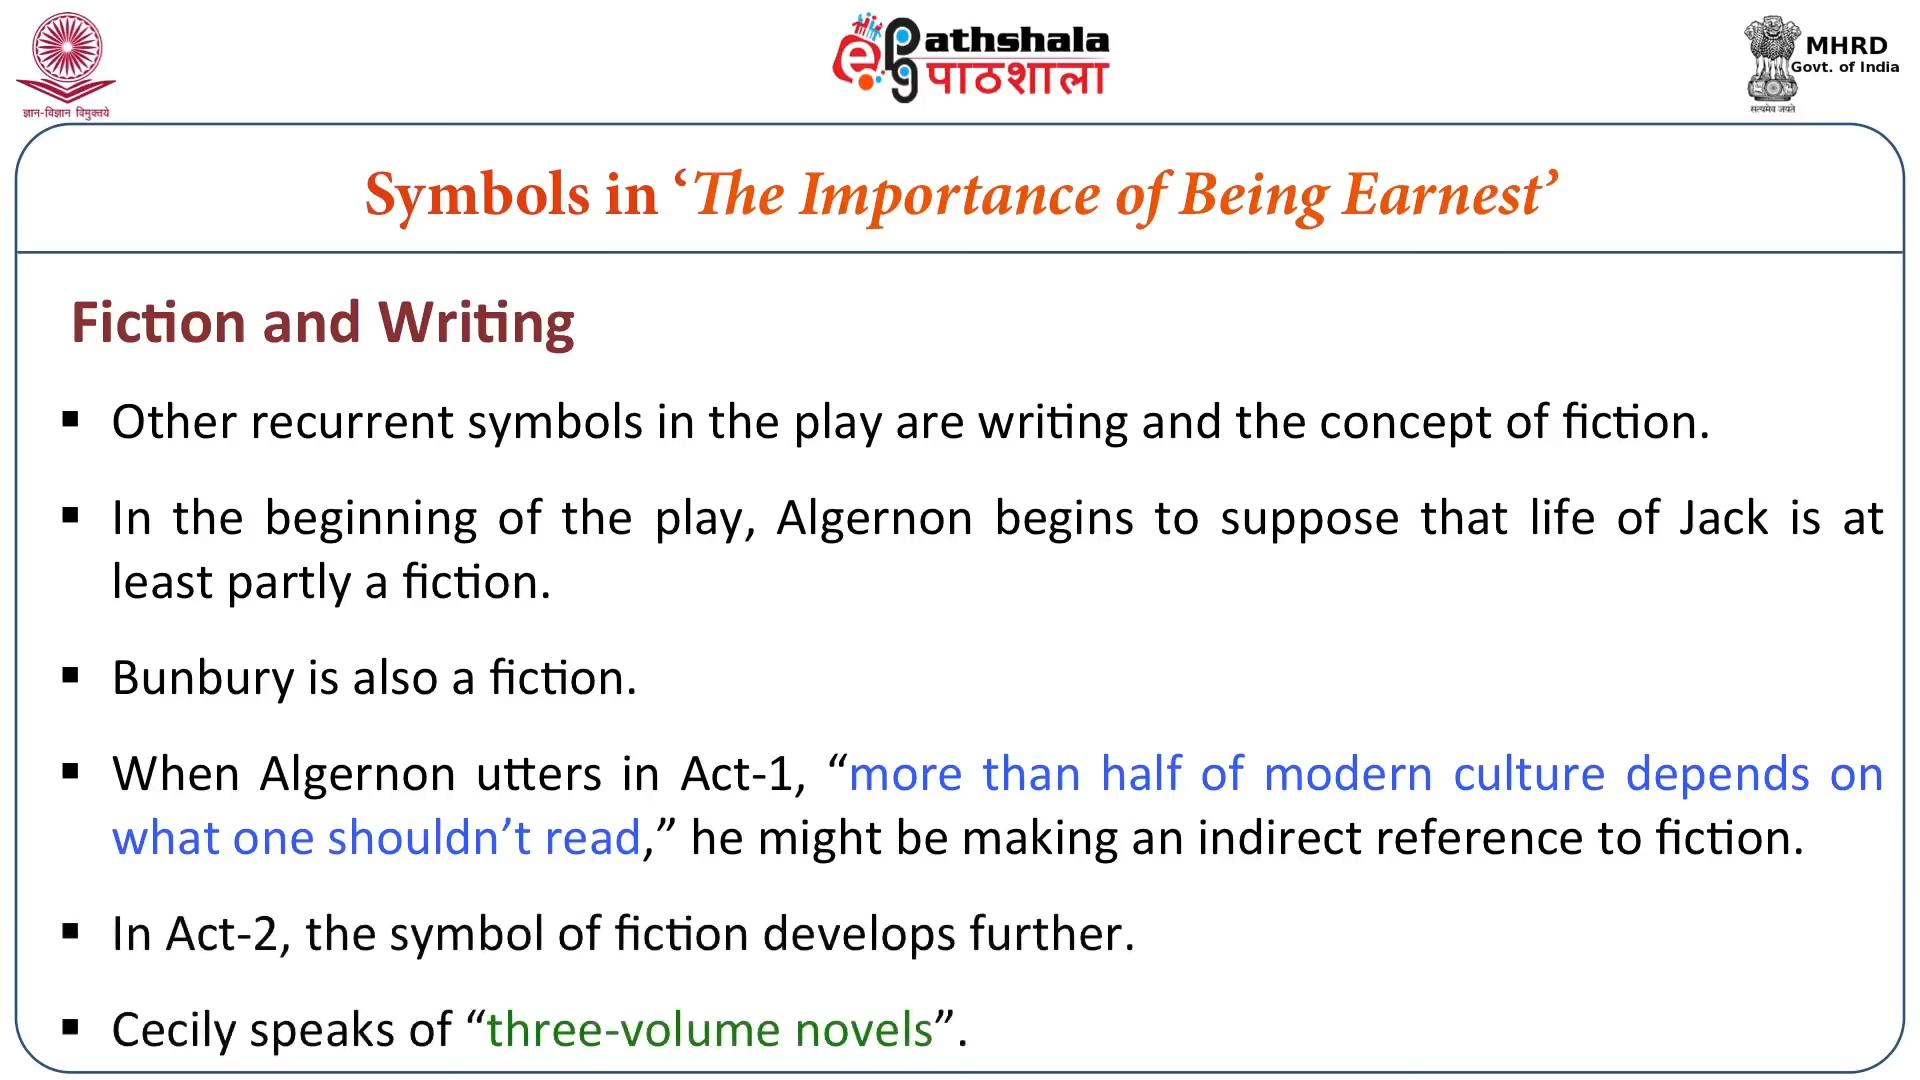 ज्ञान-विज्ञान विमुक्तये
e Pg Pathshala
पाठशाला
MHRD
Govt. of India
सत्यमेव जयते
Symbols in ‘The Importance of Being Earnest’
Fiction and Writing
▪ Other recurrent symbols in the play are writing and the concept of fiction.
▪ In the beginning of the play, Algernon begins to suppose that life of Jack is at
least partly a fiction.
▪ Bunbury is also a fiction.
▪ When Algernon utters in Act-1, “more than half of modern culture depends on
what one shouldn’t read,” he might be making an indirect reference to fiction.
▪ In Act-2, the symbol of fiction develops further.
▪ Cecily speaks of “three-volume novels”.